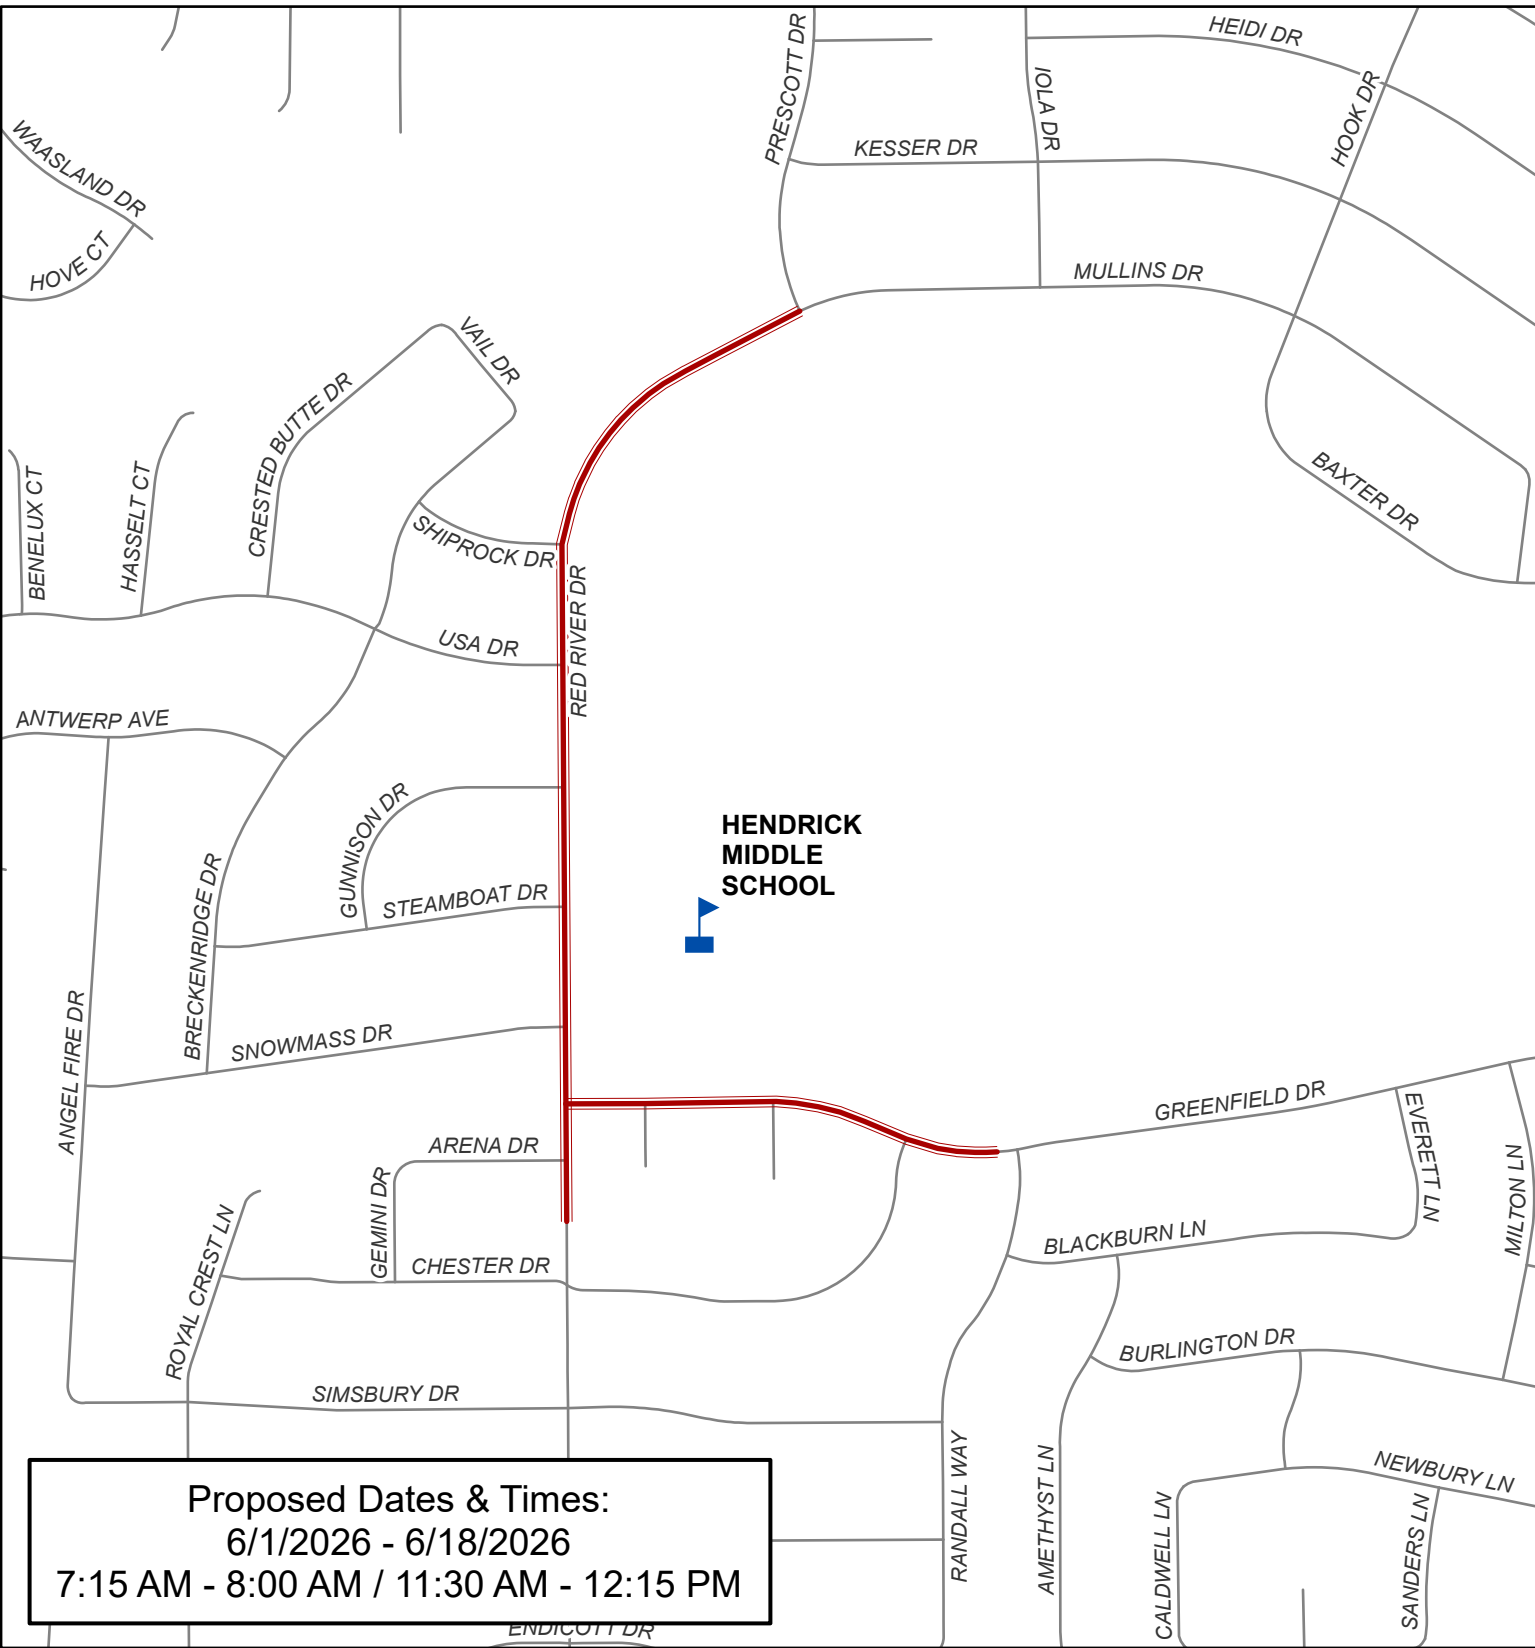 HEIDI DR
PRESCOTT DR
IOLA DR
HOOK DR
KESSER DR
WAASLAND DR
HOVE CT
MULLINS DR
VAIL DR
CRESTED BUTTE DR
BENELUX CT
HASSELT CT
BAXTER DR
SHIPROCK DR
RED RIVER DR
USA DR
ANTWERP AVE
GUNNISON DR
HENDRICK
MIDDLE
SCHOOL
STEAMBOAT DR
BRECKENRIDGE DR
ANGEL FIRE DR
SNOWMASS DR
GREENFIELD DR
EVERETT LN
MILTON LN
ARENA DR
GEMINI DR
ROYAL CREST LN
BLACKBURN LN
CHESTER DR
BURLINGTON DR
SIMSBURY DR
RANDALL WAY
AMETHYST LN
CALDWELL LN
NEWBURY LN
SANDERS LN
Proposed Dates & Times:
6/1/2026 - 6/18/2026
7:15 AM - 8:00 AM / 11:30 AM - 12:15 PM
ENDICOTT DR